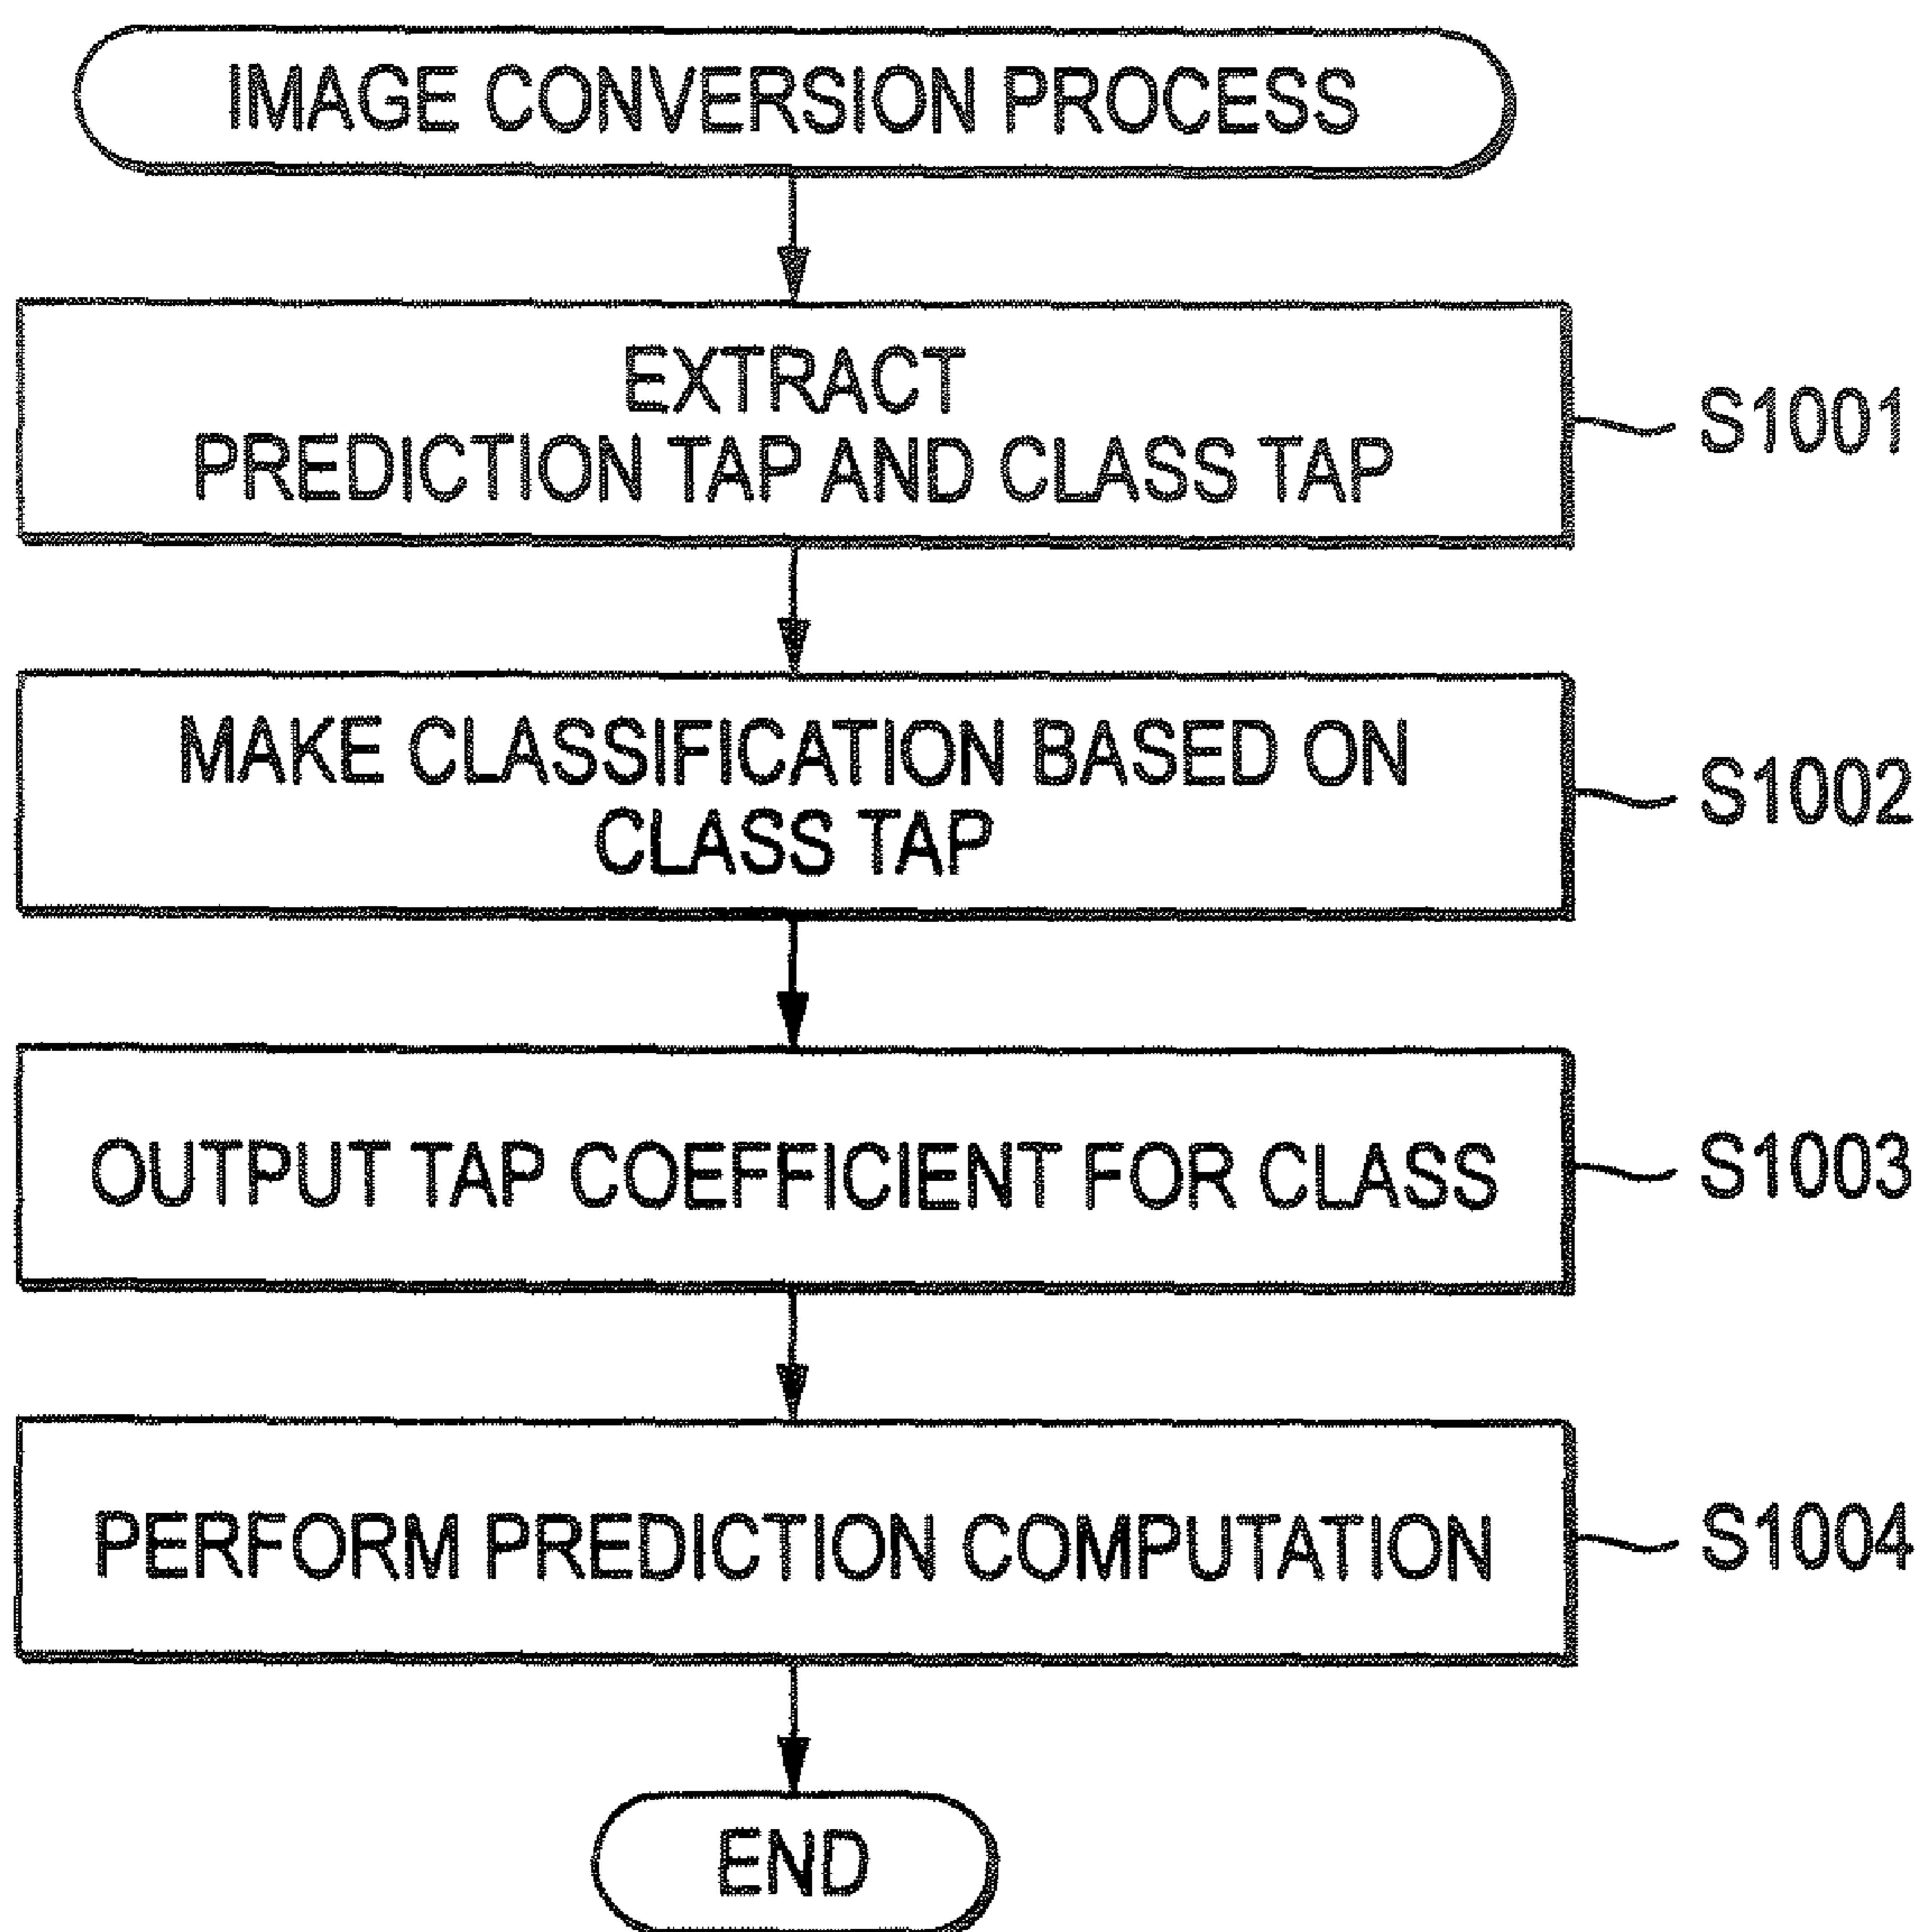 IMAGE CONVERSION PROCESS
EXTRACT
PREDICTION TAP AND CLASS TAP
S1001
MAKE CLASSIFICATION BASED ON
CLASS TAP
S1002
OUTPUT TAP COEFFICIENT FOR CLASS
S1003
PERFORM PREDICTION COMPUTATION
S1004
END